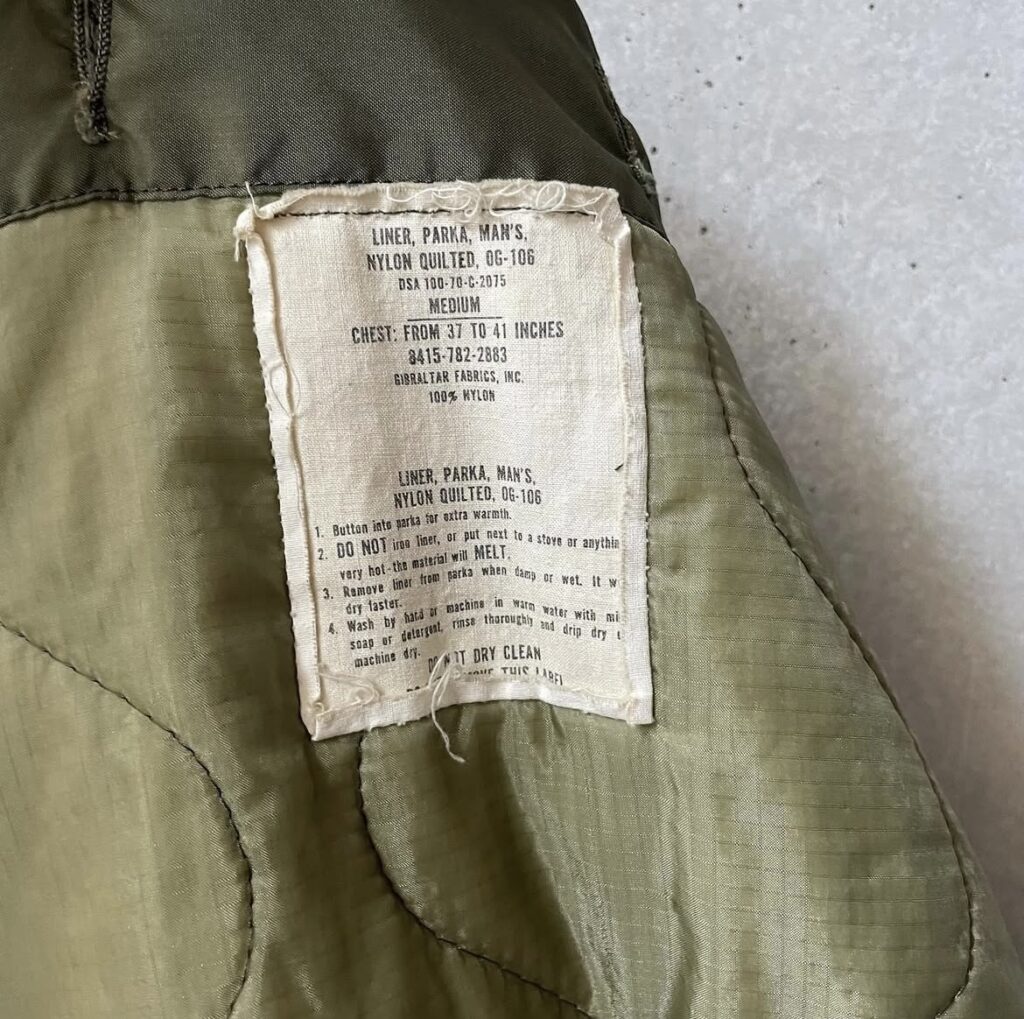 LINER, PARKA, MAN'S,
NYLON QUILTED, OG-106
DSA 100-70-C-2075
MEDIUM
CHEST: FROM 37 TO 41 INCHES
8415-782-2883
GIBRALTAR FABRICS, INC.
100% NYLON
LINER, PARKA, MAN'S,
NYLON QUILTED, OG-106
1. Button into parka for extra warmth.
2. DO NOT iron liner, or put next to a stove or anythin
very hot-the material will MELT.
3. Remove liner from parka when damp or wet. It w
dry faster.
4. Wash by hand or machine in warm water with mi
soap or detergent, rinse thoroughly and drip dry
machine dry.
DRY CLEAN
THIS LABEL